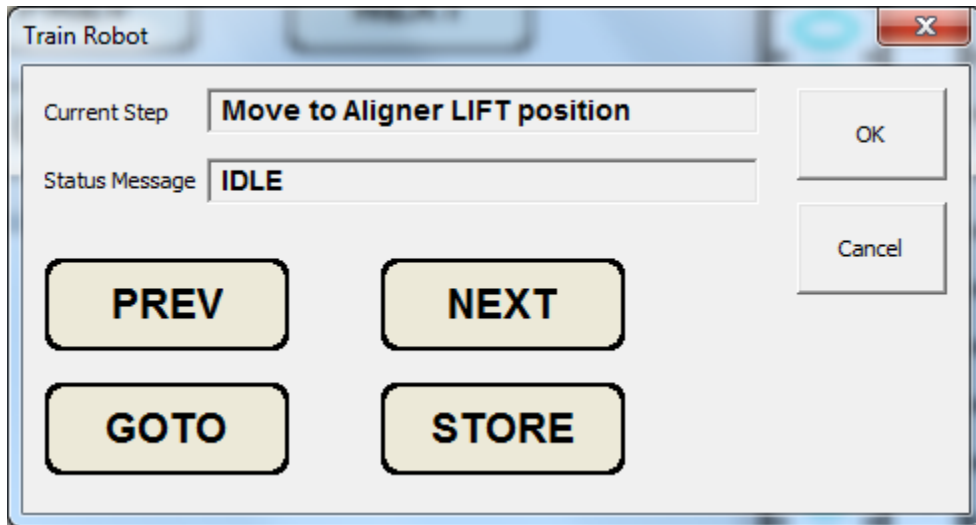 Train Robot
Current Step Move to Aligner LIFT position
OK
Status Message IDLE
Cancel
PREV NEXT
GOTO STORE